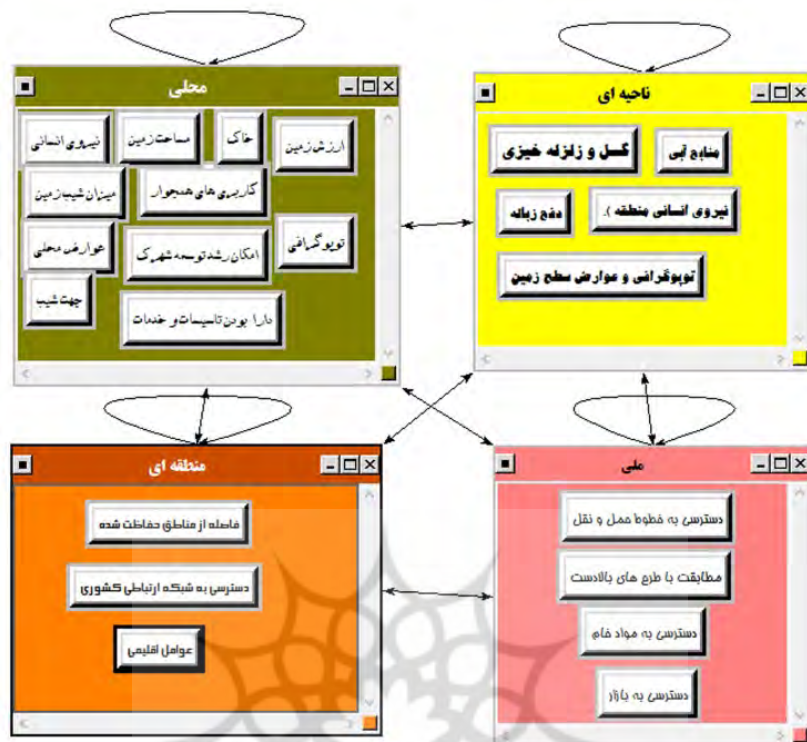 محلی
نیروی انسانی
مساحت زمین
خاک
ارزش زمین
میزان شیب زمین
کاربری های همجوار
عوارض محلی
امکان رشد توسعه شهرک
توپوگرافی
جهت شیب
دارا بودن تاسیسات و خدمات
ناحیه ای
گسل و زلزله خیزی
منابع آبی
دفع زباله
نیروی انسانی منطقه ).
توپوگرافی و عوارض سطح زمین
منطقه ای
فاصله از مناطق حفاظت شده
دسترسی به شبکه ارتباطی کشوری
عوامل اقلیمی
ملی
دسترسی به خطوط حمل و نقل
مطابقت با طرح های بالادست
دسترسی به مواد خام
دسترسی به بازار